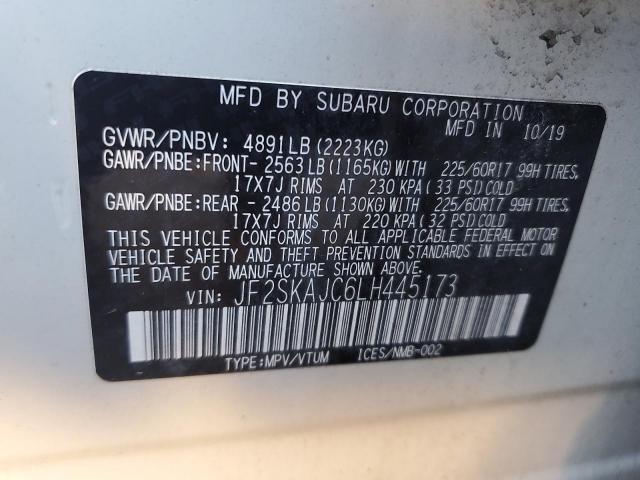 MFD BY SUBARU CORPORATION
MFD IN 10/19
GVWR/PNBV: 4891LB(2223KG)
GAWR/PNBE:FRONT- 2563LB(1165KG)WITH 225/60R17 99H TIRES,
17X7J RIMS AT 230 KPA(33 PSI)COLD
GAWR/PNBE:REAR - 2486LB(1130KG)WITH 225/60R17 99H TIRES,
17X7J RIMS AT 220 KPA(32 PSI)COLD
THIS VEHICLE CONFORMS TO ALL APPLICABLE FEDERAL MOTOR
VEHICLE SAFETY AND THEFT PREVENTION STANDARDS IN EFFECT ON
THE DATE OF MANUFACTURE SHOWN ABOVE.
VIN: JF2SKAJC6LH445173
TYPE:MPV/VTUM ICES/NMB-002